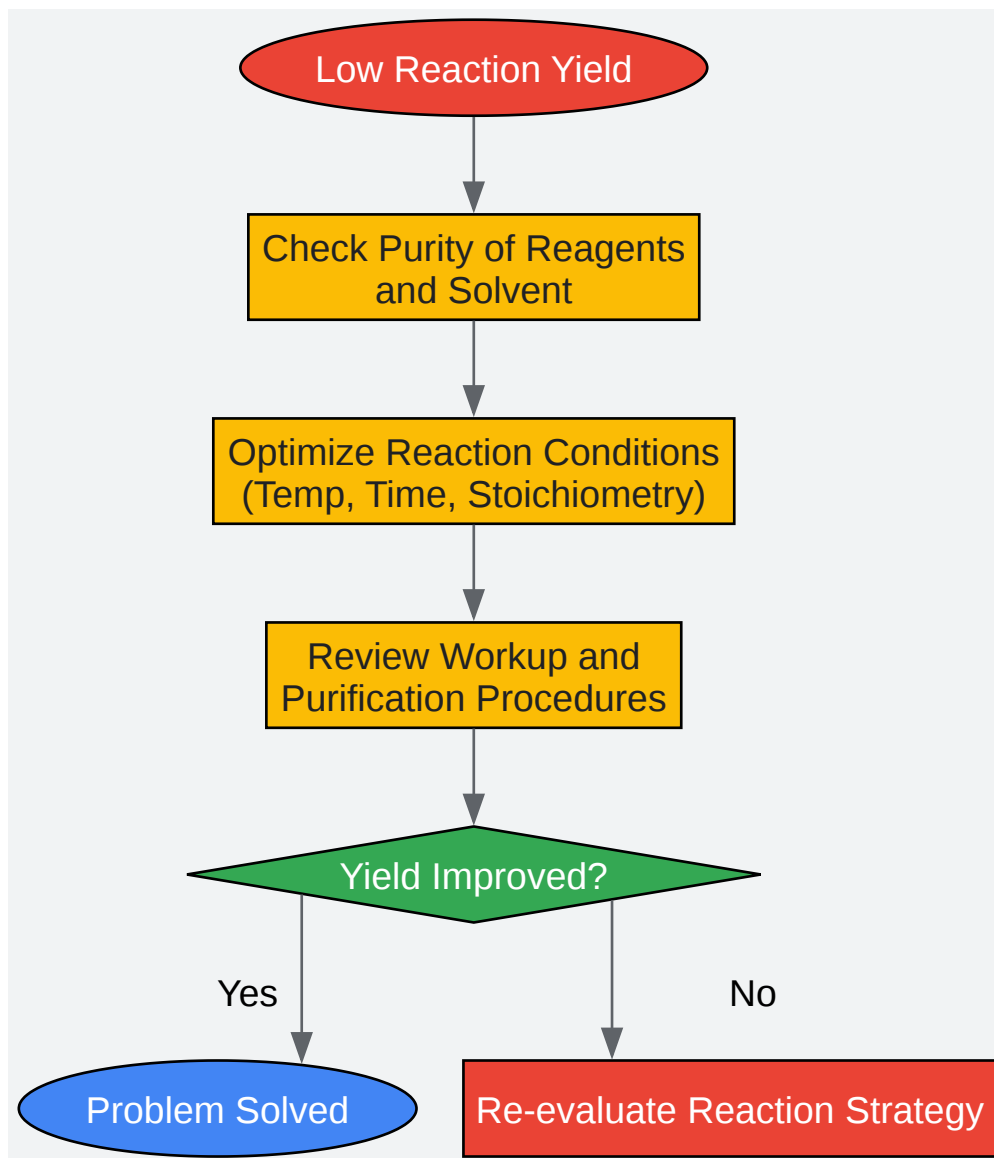 Low Reaction Yield
Check Purity of Reagents
and Solvent
Optimize Reaction Conditions
(Temp, Time, Stoichiometry)
Review Workup and
Purification Procedures
Yield Improved?
Yes
No
Problem Solved
Re-evaluate Reaction Strategy